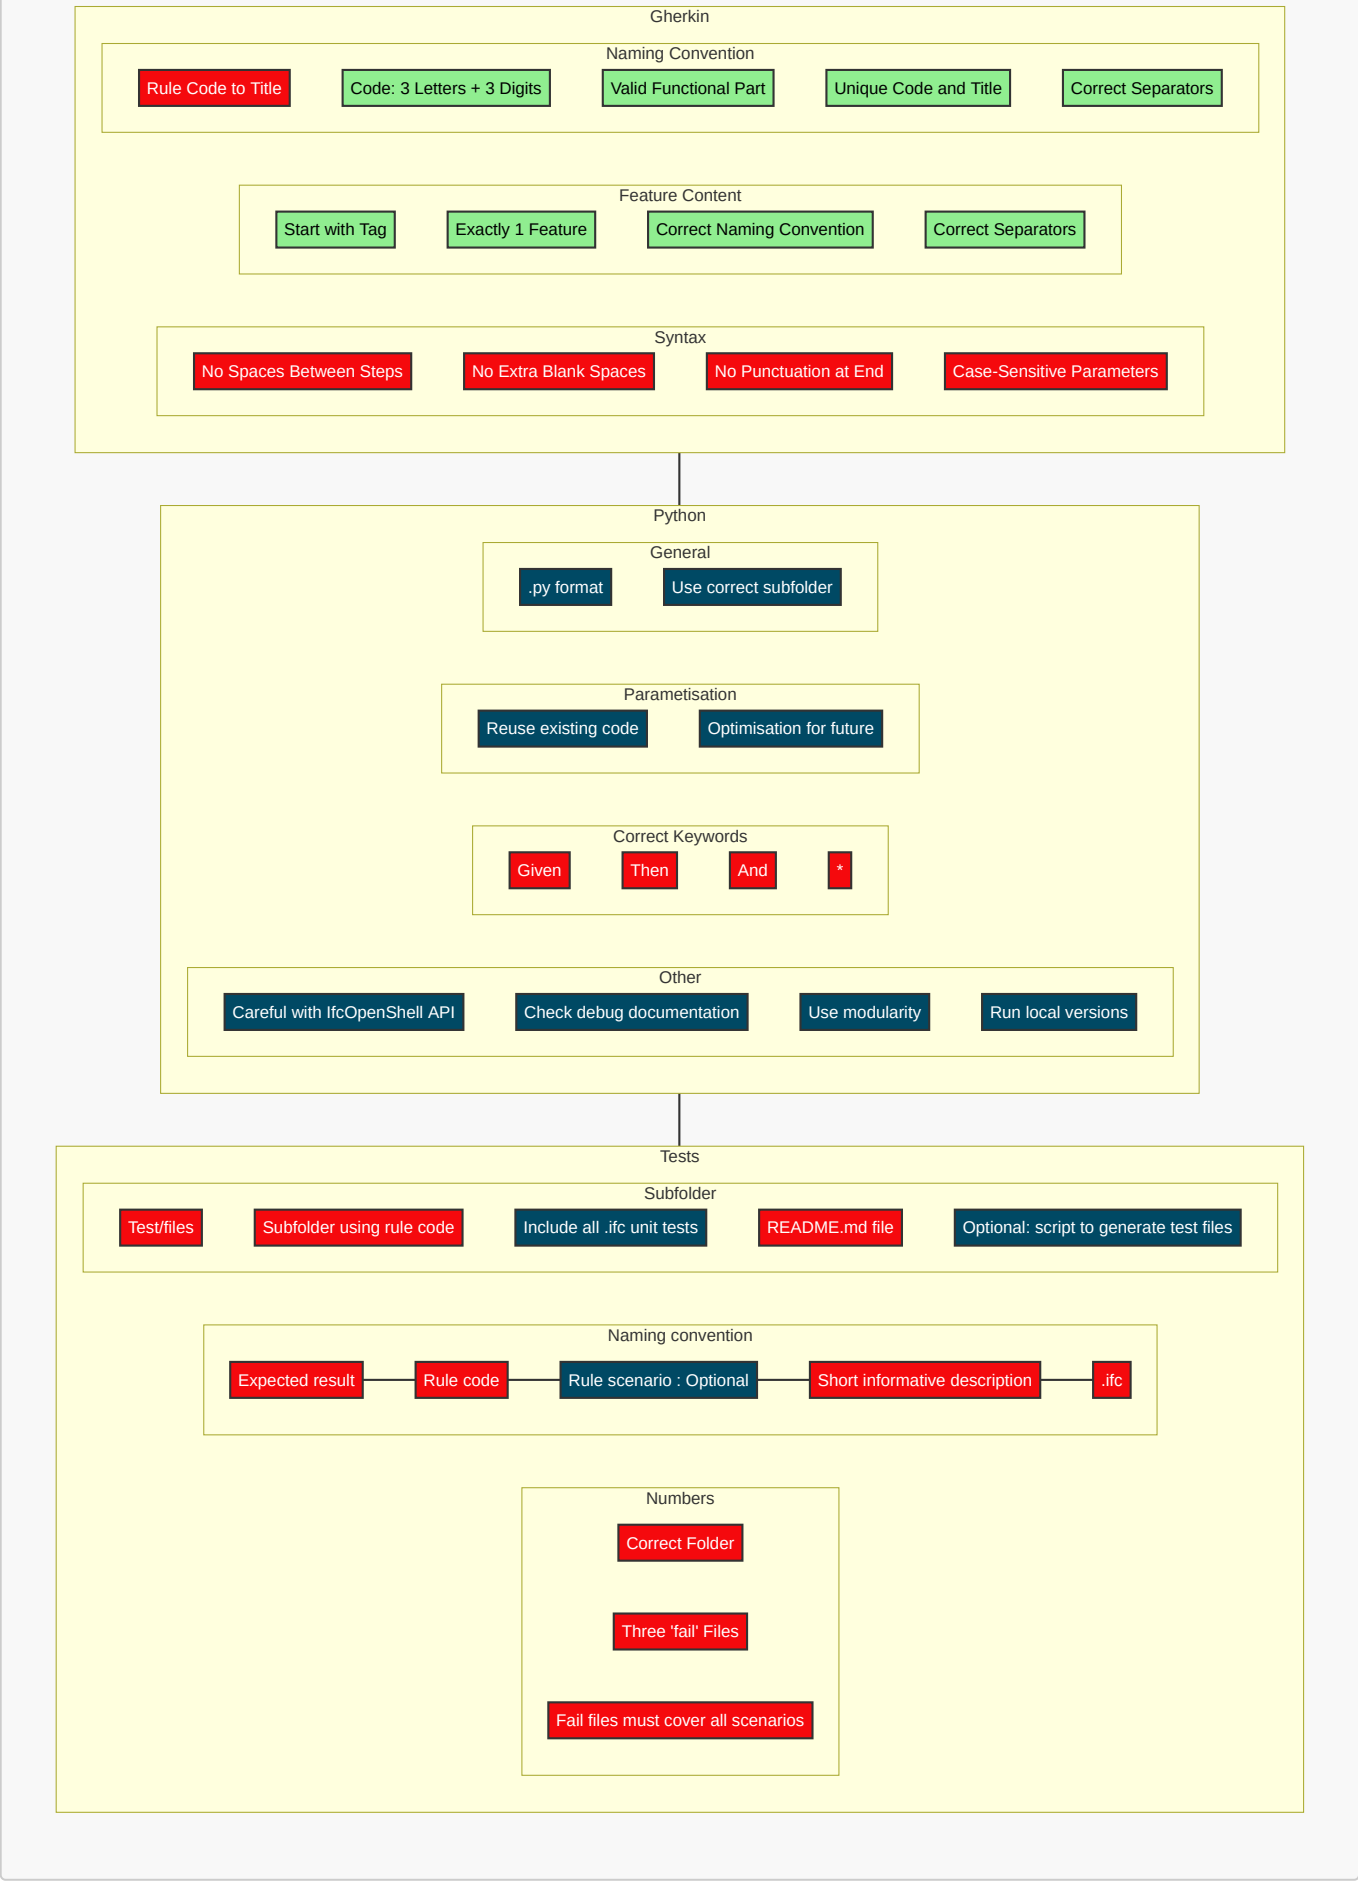 Gherkin
Naming Convention
Rule Code to Title
Code: 3 Letters + 3 Digits
Valid Functional Part
Unique Code and Title
Correct Separators
Feature Content
Start with Tag
Exactly 1 Feature
Correct Naming Convention
Correct Separators
Syntax
No Spaces Between Steps
No Extra Blank Spaces
No Punctuation at End
Case-Sensitive Parameters
Python
General
.py format
Use correct subfolder
Parametisation
Reuse existing code
Optimisation for future
Correct Keywords
Given
Then
And
*
Other
Careful with IfcOpenShell API
Check debug documentation
Use modularity
Run local versions
Tests
Subfolder
Test/files
Subfolder using rule code
Include all .ifc unit tests
README.md file
Optional: script to generate test files
Naming convention
Expected result
Rule code
Rule scenario : Optional
Short informative description
.ifc
Numbers
Correct Folder
Three 'fail' Files
Fail files must cover all scenarios